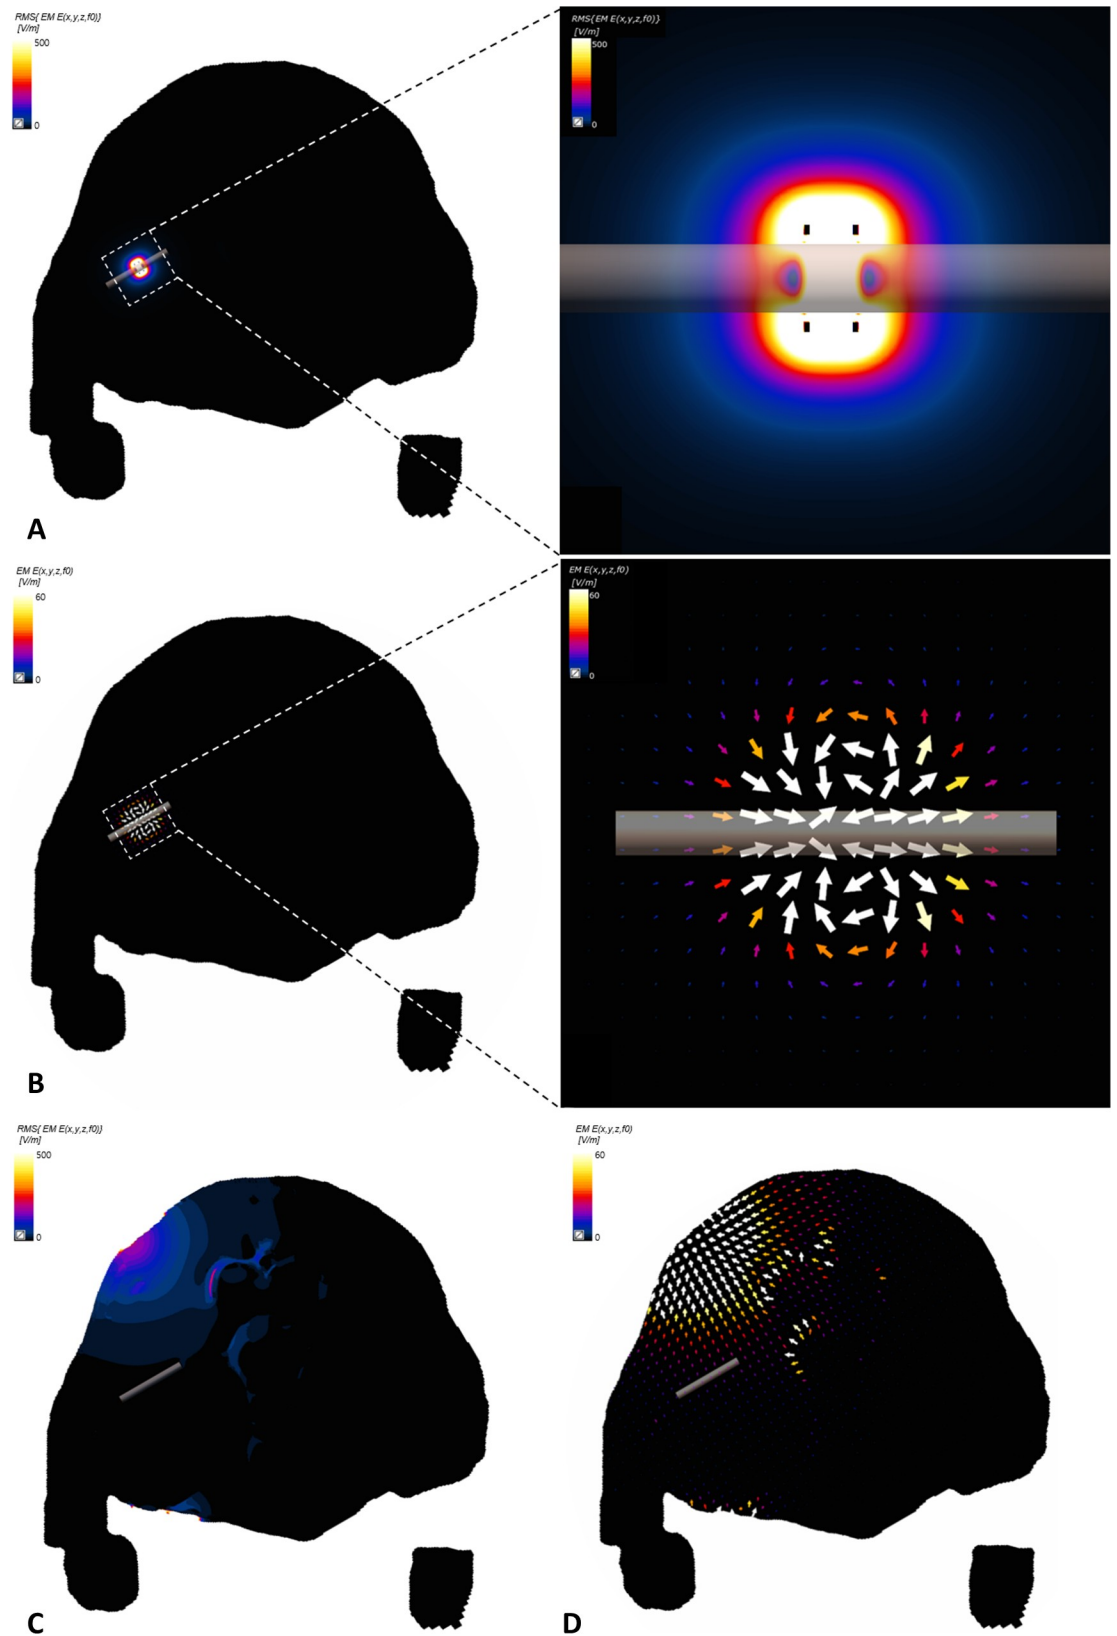 RMS{ EM E(x,y,z,f0)}
[V/m]
500
0
RMS{EM E(x,y,z,f0)}
[V/m]
500
0
A
EM E(x,y,z,f0)
[V/m]
60
0
EM E(x,y,z,f0)
[V/m]
60
0
B
RMS{ EM E(x,y,z,f0)}
[V/m]
500
0
EM E(x,y,z,f0)
[V/m]
60
0
C
D